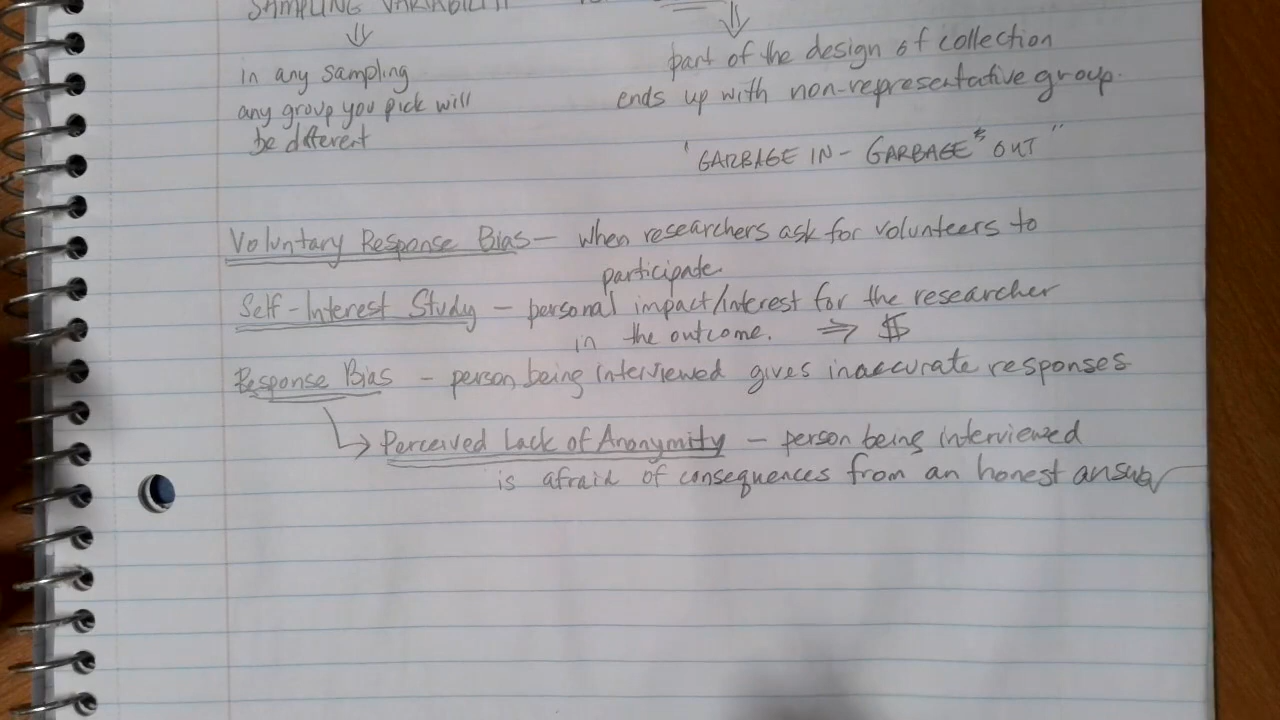 SAMPLING VARIABILITY
⇓ ⇓
in any sampling
any group you pick will
be different
part of the design of collection
ends up with non-representative group.
"GARBAGE IN - GARBAGE* OUT"
Voluntary Response Bias - when researchers ask for volunteers to
participate.
Self-Interest Study - personal impact/interest for the researcher
in the outcome. ⇒ $
Response Bias - person being interviewed gives inaccurate responses
↳ Perceived Lack of Anonymity - person being interviewed
is afraid of consequences from an honest answer